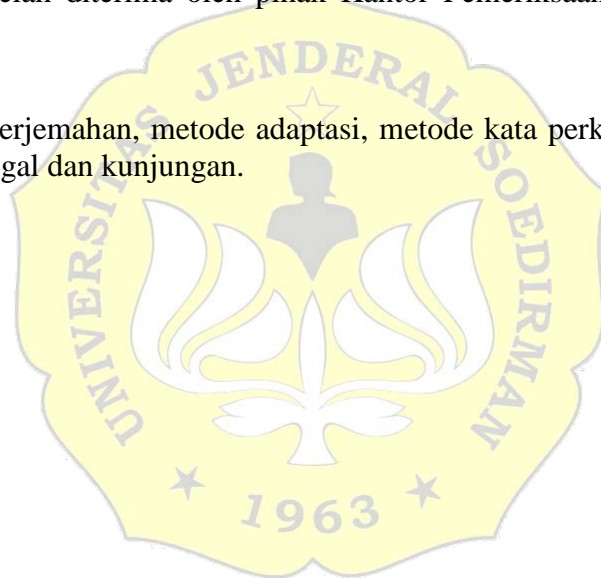 elah diterima oleh pihak Kantor Pemeriksaan
erjemahan, metode adaptasi, metode kata perk
gal dan kunjungan.
UNIVERSITAS JENDERAL SOEDIRMAN
1963